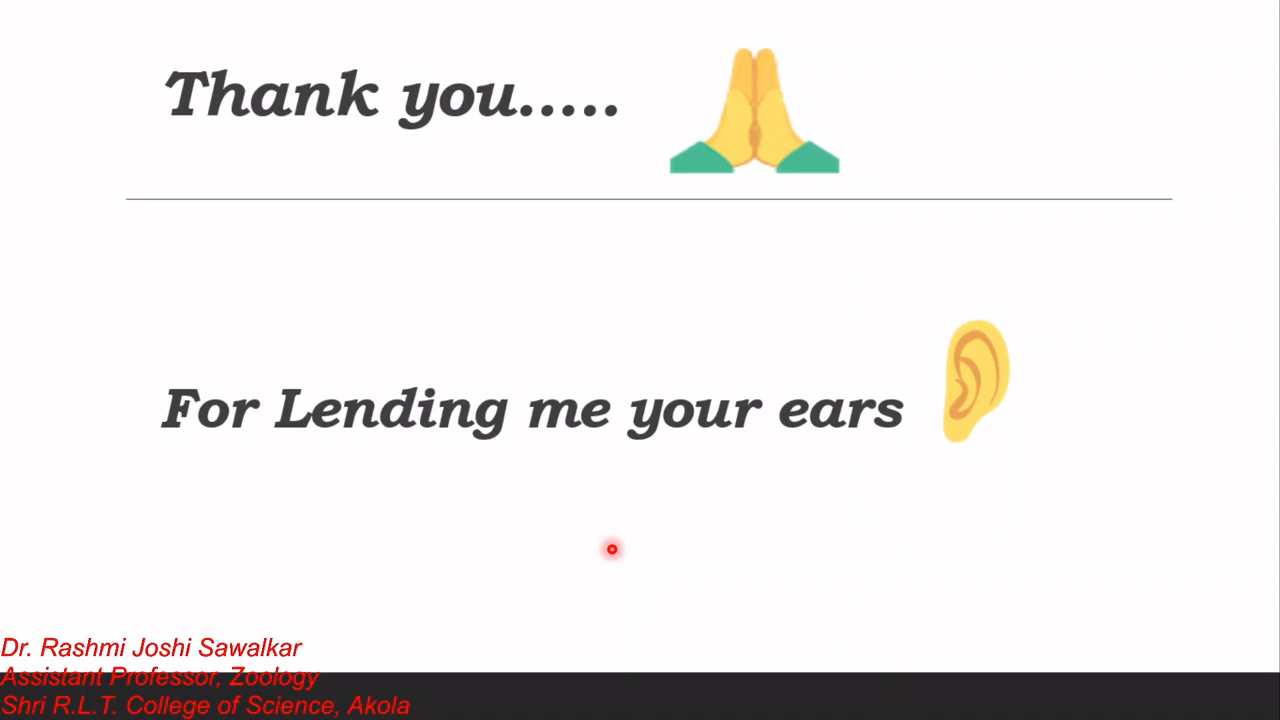 Thank you.....
For Lending me your ears
Dr. Rashmi Joshi Sawalkar
Assistant Professor, Zoology
Shri R.L.T. College of Science, Akola